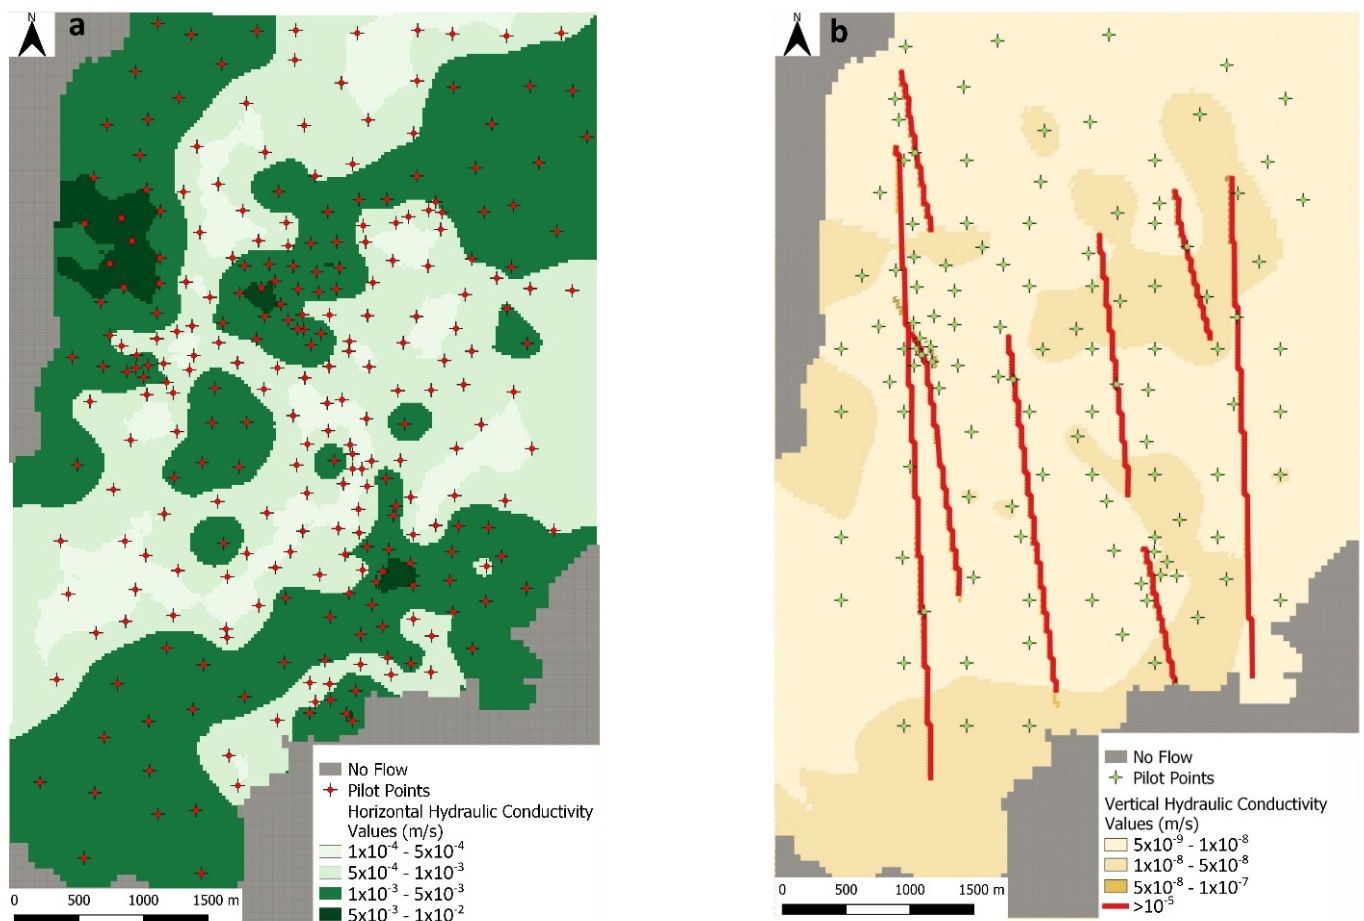 N
a
No Flow
Pilot Points
Horizontal Hydraulic Conductivity
Values (m/s)
1x10⁻⁴ - 5x10⁻⁴
5x10⁻⁴ - 1x10⁻³
1x10⁻³ - 5x10⁻³
5x10⁻³ - 1x10⁻²
0 500 1000 1500 m
N
b
No Flow
Pilot Points
Vertical Hydraulic Conductivity
Values (m/s)
5x10⁻⁹ - 1x10⁻⁸
1x10⁻⁸ - 5x10⁻⁸
5x10⁻⁸ - 1x10⁻⁷
>10⁻⁵
0 500 1000 1500 m